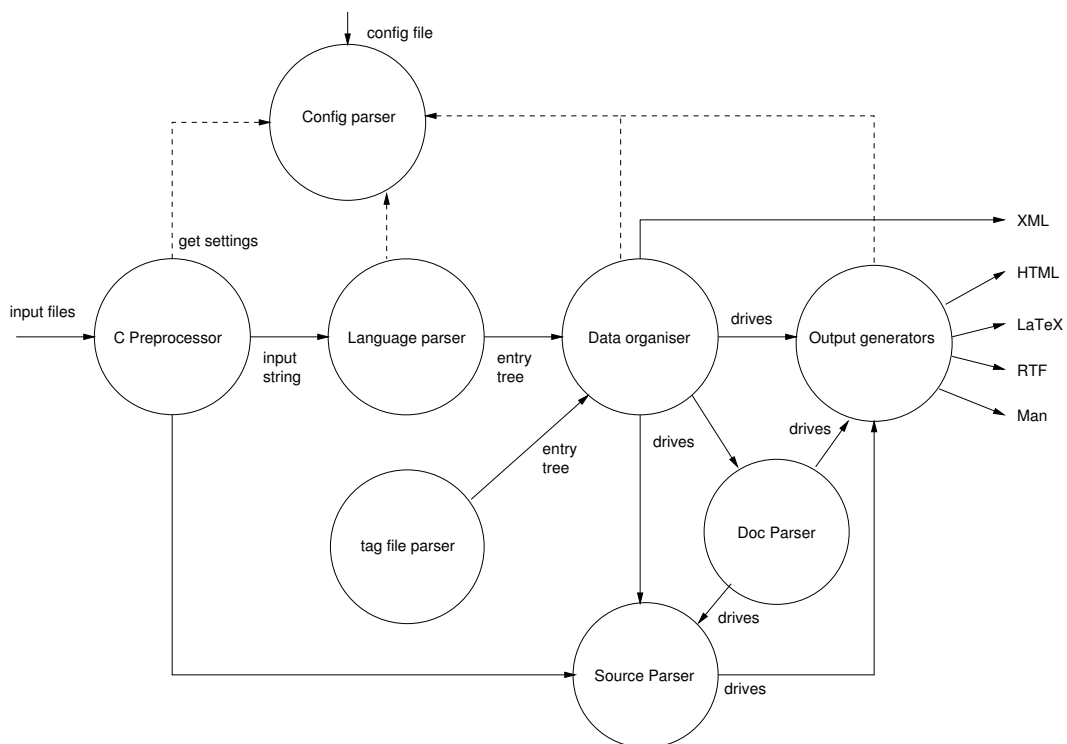 config file
Config parser
get settings
XML
HTML
input files
C Preprocessor
Language parser
Data organiser
drives
Output generators
LaTeX
input
string
entry
tree
RTF
Man
drives
drives
entry
tree
tag file parser
Doc Parser
drives
Source Parser
drives